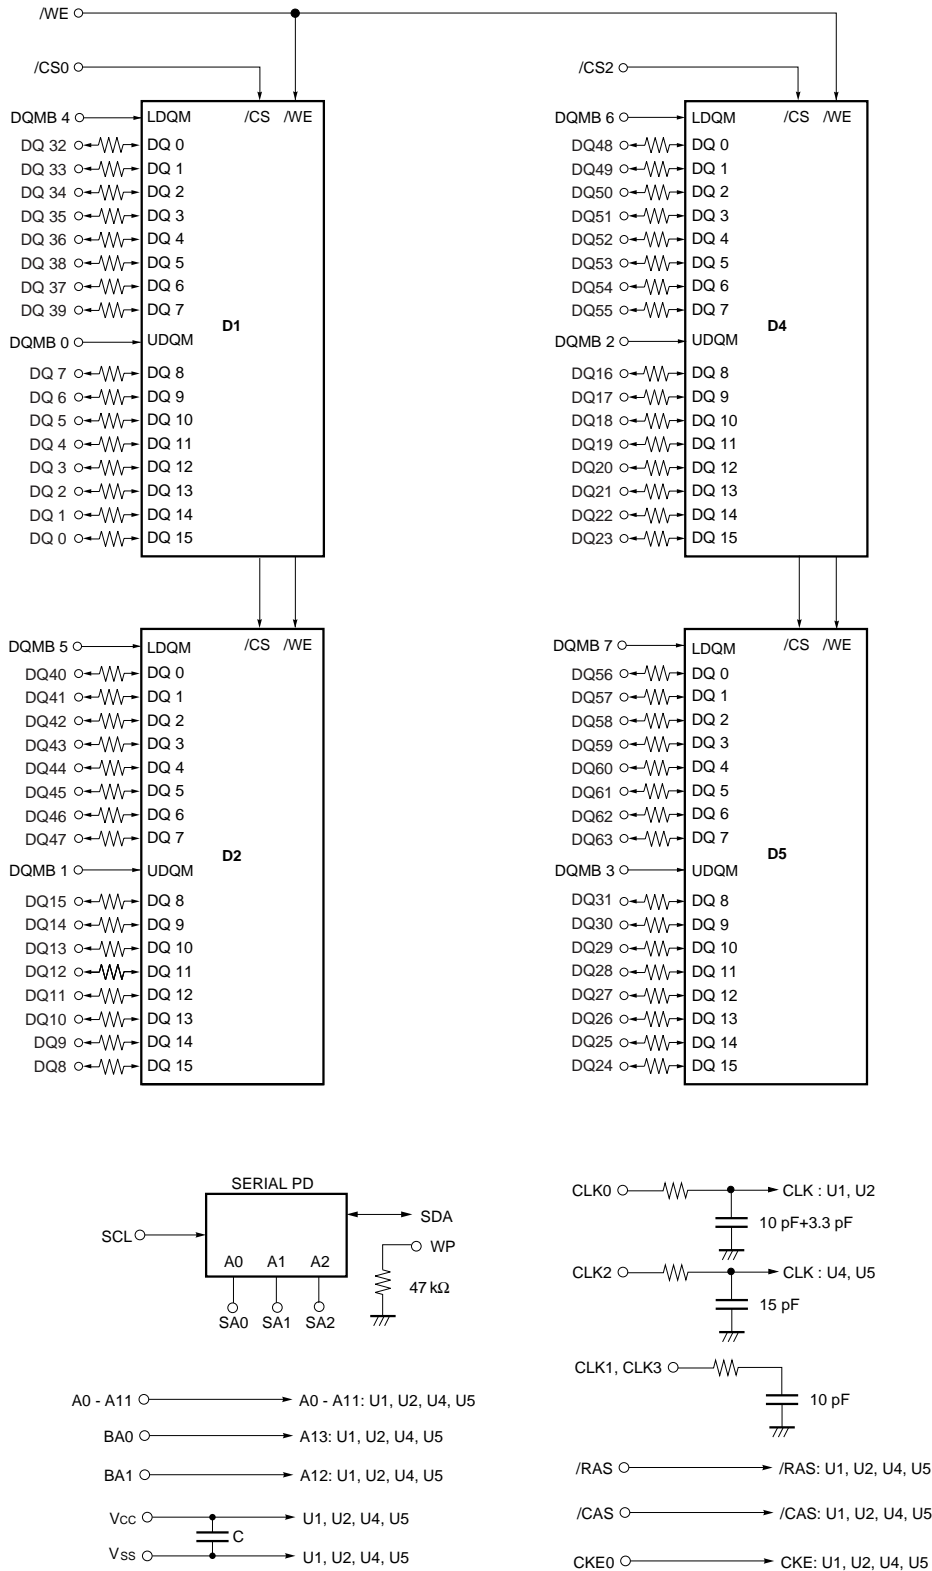 /WE
/CS0
/CS2
DQMB 4 LDQM /CS /WE
DQ 32 DQ 0
DQ 33 DQ 1
DQ 34 DQ 2
DQ 35 DQ 3
DQ 36 DQ 4
DQ 38 DQ 5
DQ 37 DQ 6
DQ 39 DQ 7
D1
DQMB 0 UDQM
DQ 7 DQ 8
DQ 6 DQ 9
DQ 5 DQ 10
DQ 4 DQ 11
DQ 3 DQ 12
DQ 2 DQ 13
DQ 1 DQ 14
DQ 0 DQ 15
DQMB 6 LDQM /CS /WE
DQ48 DQ 0
DQ49 DQ 1
DQ50 DQ 2
DQ51 DQ 3
DQ52 DQ 4
DQ53 DQ 5
DQ54 DQ 6
DQ55 DQ 7
D4
DQMB 2 UDQM
DQ16 DQ 8
DQ17 DQ 9
DQ18 DQ 10
DQ19 DQ 11
DQ20 DQ 12
DQ21 DQ 13
DQ22 DQ 14
DQ23 DQ 15
DQMB 5 LDQM /CS /WE
DQ40 DQ 0
DQ41 DQ 1
DQ42 DQ 2
DQ43 DQ 3
DQ44 DQ 4
DQ45 DQ 5
DQ46 DQ 6
DQ47 DQ 7
D2
DQMB 1 UDQM
DQ15 DQ 8
DQ14 DQ 9
DQ13 DQ 10
DQ12 DQ 11
DQ11 DQ 12
DQ10 DQ 13
DQ9 DQ 14
DQ8 DQ 15
DQMB 7 LDQM /CS /WE
DQ56 DQ 0
DQ57 DQ 1
DQ58 DQ 2
DQ59 DQ 3
DQ60 DQ 4
DQ61 DQ 5
DQ62 DQ 6
DQ63 DQ 7
D5
DQMB 3 UDQM
DQ31 DQ 8
DQ30 DQ 9
DQ29 DQ 10
DQ28 DQ 11
DQ27 DQ 12
DQ26 DQ 13
DQ25 DQ 14
DQ24 DQ 15
SERIAL PD
SCL
SDA
WP
A0 A1 A2
47 kΩ
SA0 SA1 SA2
CLK0 CLK : U1, U2
10 pF+3.3 pF
CLK2 CLK : U4, U5
15 pF
CLK1, CLK3
10 pF
A0 - A11 A0 - A11: U1, U2, U4, U5
BA0 A13: U1, U2, U4, U5
BA1 A12: U1, U2, U4, U5
Vcc U1, U2, U4, U5
C
Vss U1, U2, U4, U5
/RAS /RAS: U1, U2, U4, U5
/CAS /CAS: U1, U2, U4, U5
CKE0 CKE: U1, U2, U4, U5